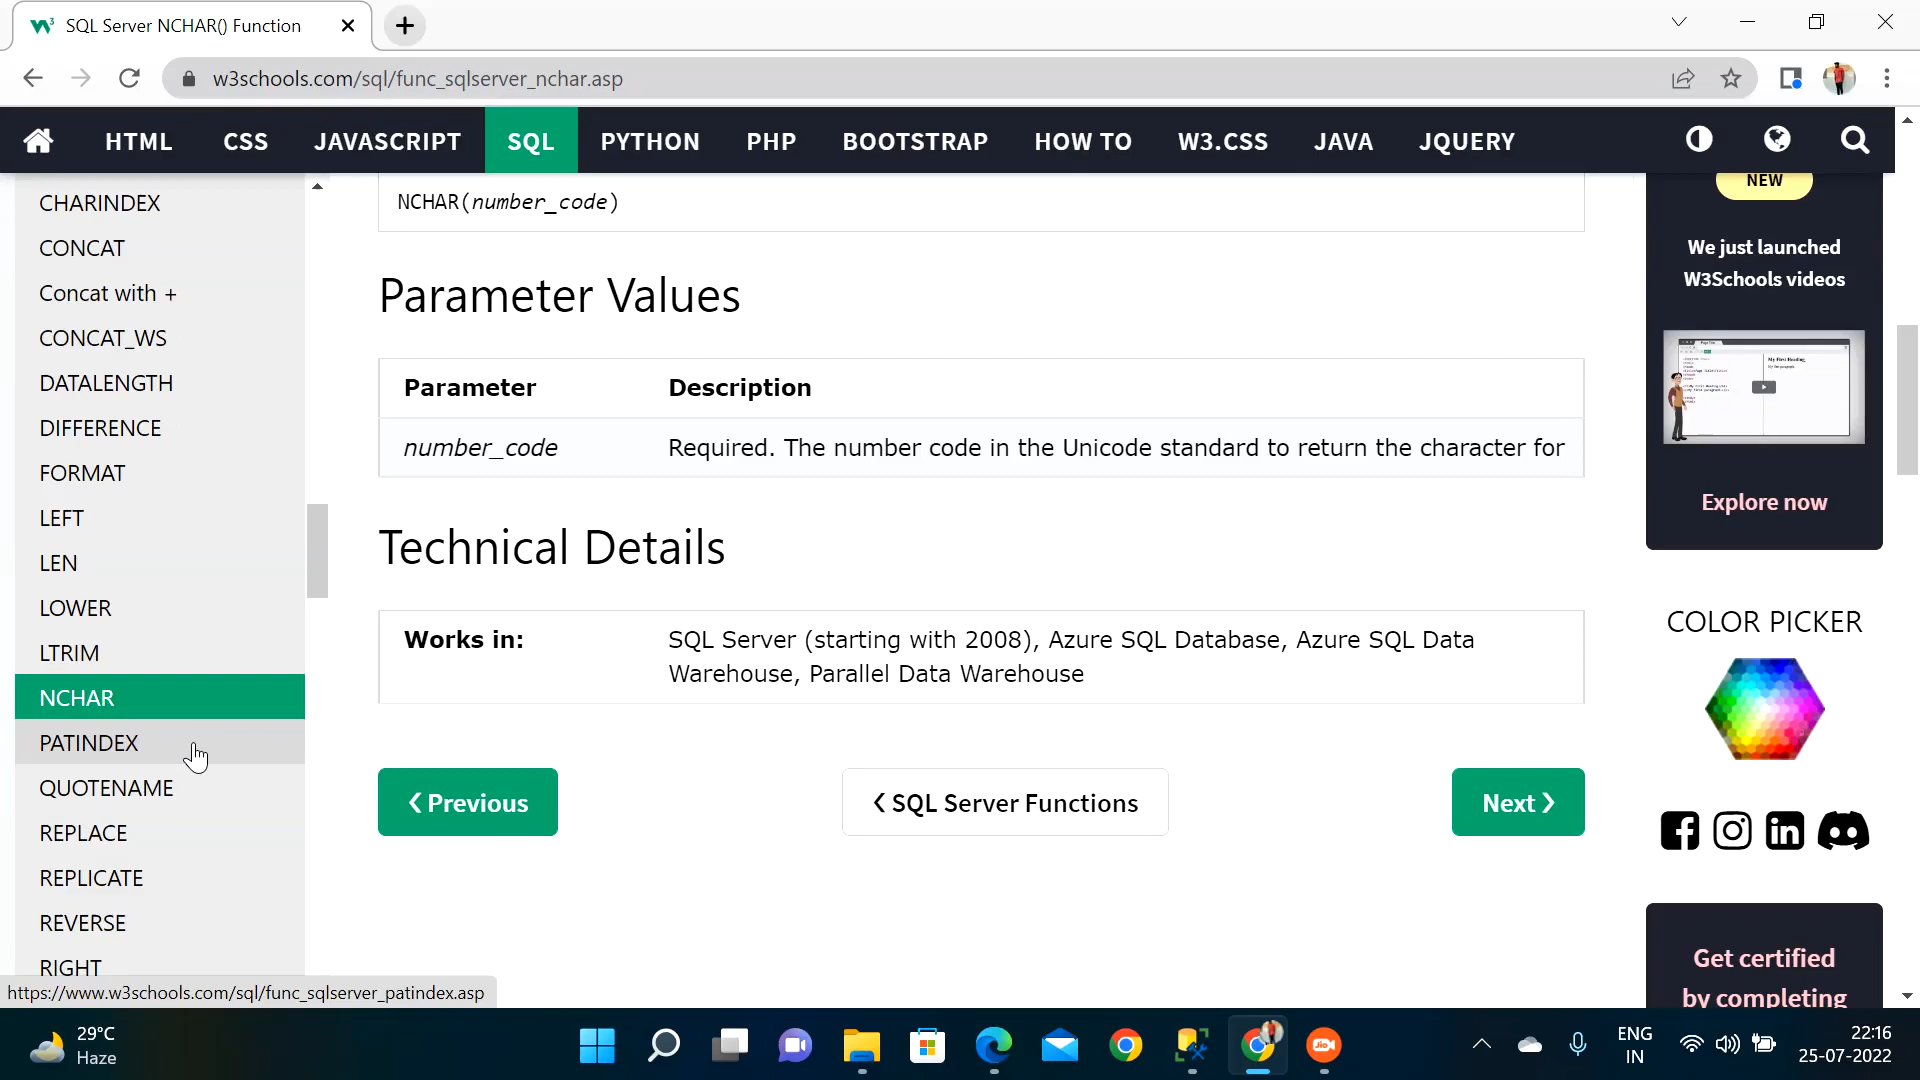 SQL Server NCHAR() Function
w3schools.com/sql/func_sqlserver_nchar.asp
HTML CSS JAVASCRIPT SQL PYTHON PHP BOOTSTRAP HOW TO W3.CSS JAVA JQUERY
CHARINDEX
CONCAT
Concat with +
CONCAT_WS
DATALENGTH
DIFFERENCE
FORMAT
LEFT
LEN
LOWER
LTRIM
NCHAR
PATINDEX
QUOTENAME
REPLACE
REPLICATE
REVERSE
RIGHT
https://www.w3schools.com/sql/func_sqlserver_patindex.asp
NCHAR(number_code)
Parameter Values
Parameter Description
number_code Required. The number code in the Unicode standard to return the character for
Technical Details
Works in: SQL Server (starting with 2008), Azure SQL Database, Azure SQL Data
Warehouse, Parallel Data Warehouse
❮ Previous
❮ SQL Server Functions
Next ❯
NEW
We just launched
W3Schools videos
Explore now
COLOR PICKER
Get certified
by completing
29°C
Haze
ENG
IN
22:16
25-07-2022